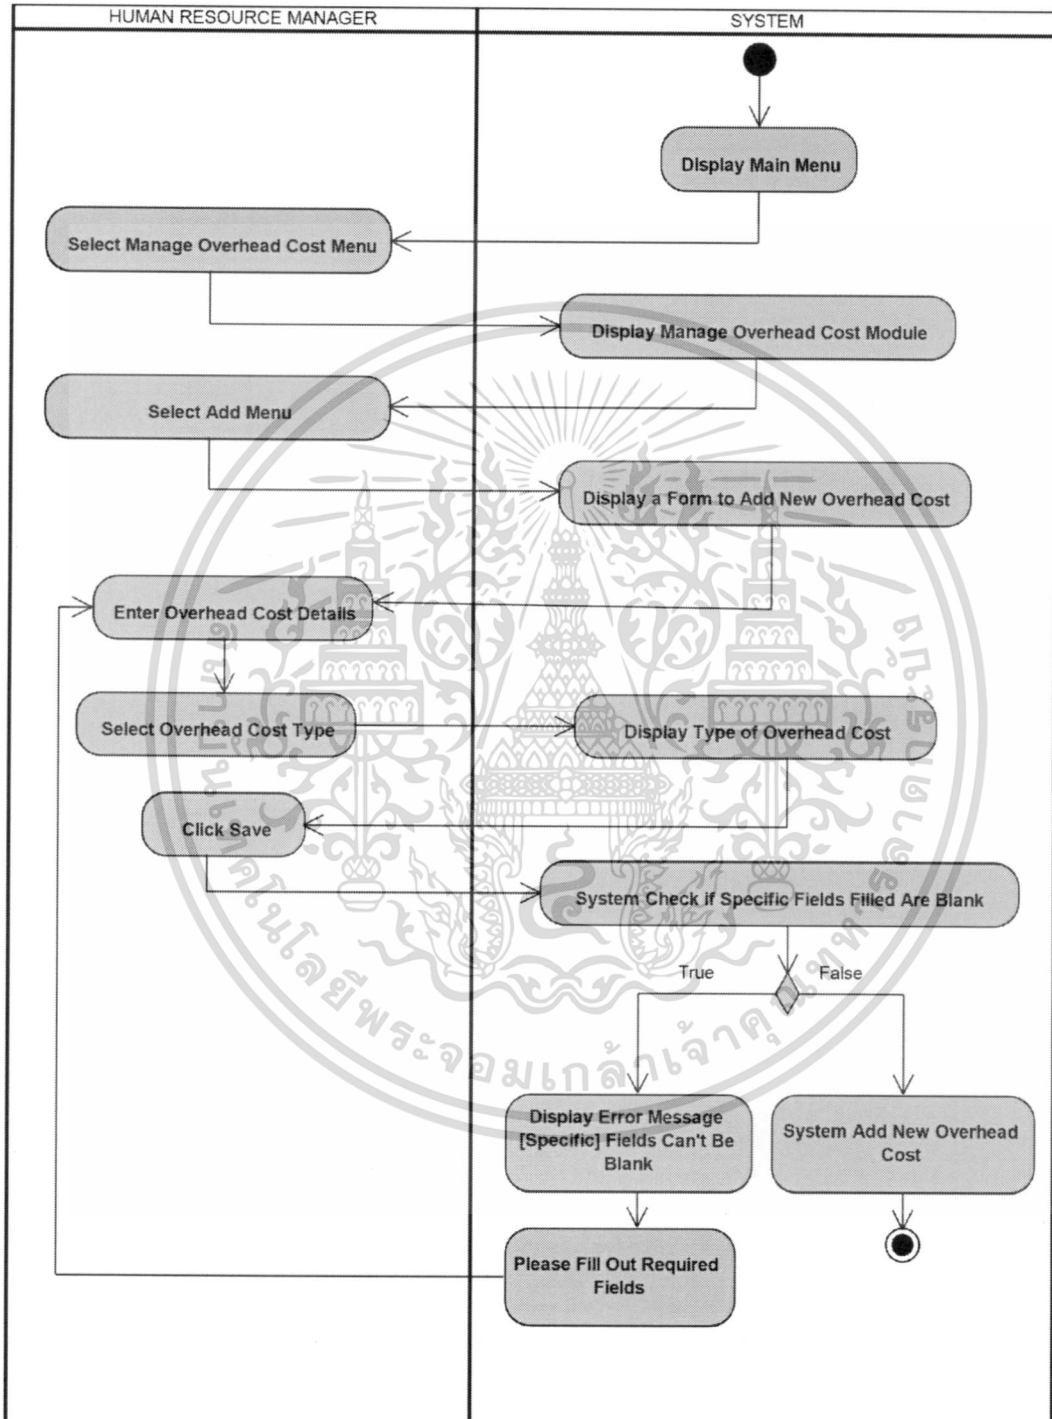 HUMAN RESOURCE MANAGER
SYSTEM
Display Main Menu
Select Manage Overhead Cost Menu
Display Manage Overhead Cost Module
Select Add Menu
Display a Form to Add New Overhead Cost
Enter Overhead Cost Details
Select Overhead Cost Type
Display Type of Overhead Cost
Click Save
System Check if Specific Fields Filled Are Blank
True
False
Display Error Message
[Specific] Fields Can't Be
Blank
System Add New Overhead
Cost
Please Fill Out Required
Fields